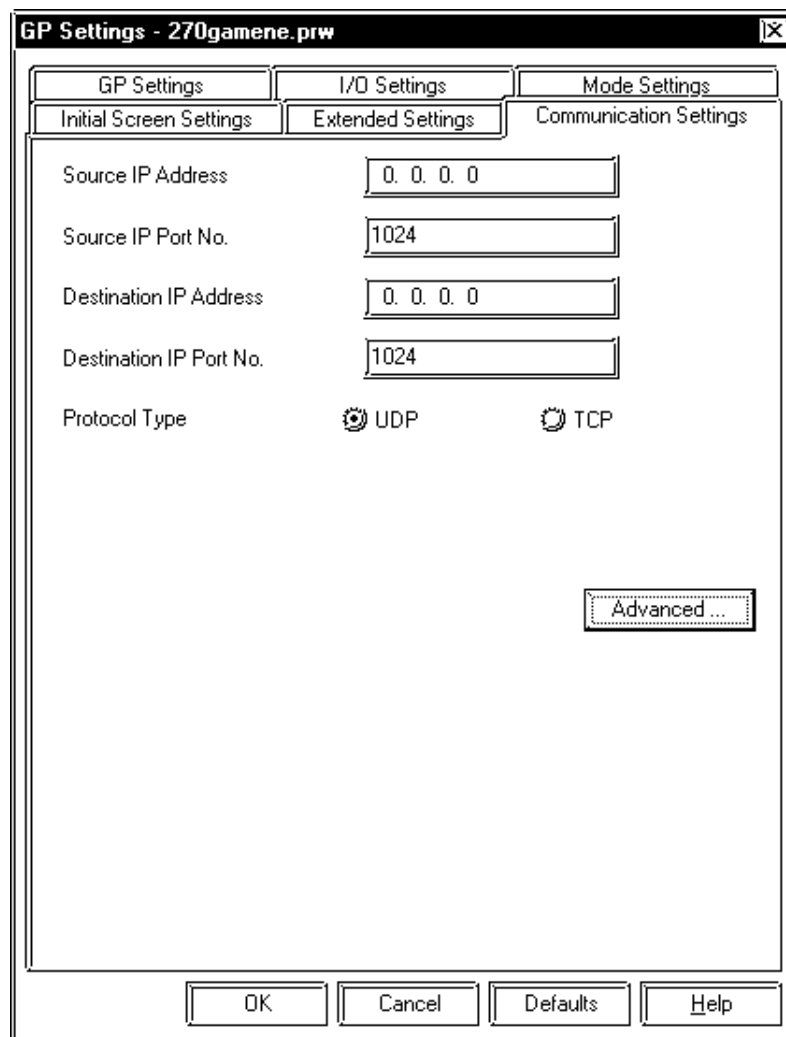 GP Settings - 270gamene.prw
GP Settings I/O Settings Mode Settings
Initial Screen Settings Extended Settings Communication Settings
Source IP Address 0. 0. 0. 0
Source IP Port No. 1024
Destination IP Address 0. 0. 0. 0
Destination IP Port No. 1024
Protocol Type UDP TCP
Advanced ...
OK Cancel Defaults Help